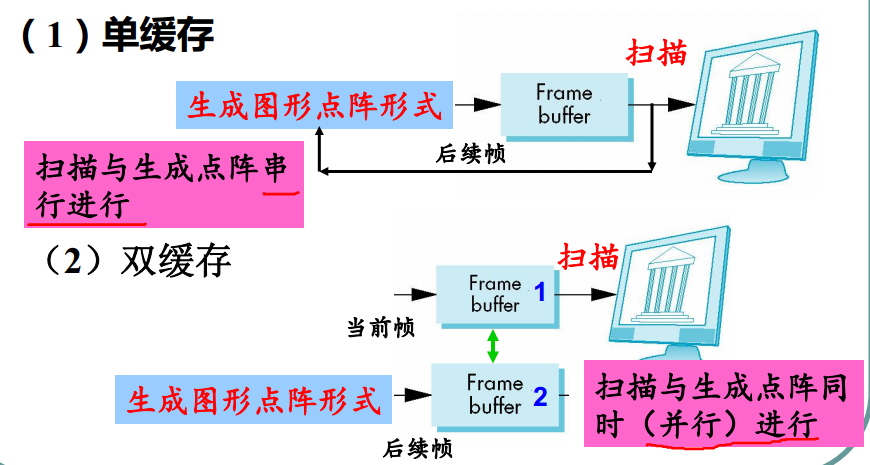 （1）单缓存
扫描
生成图形点阵形式
Frame
buffer
后续帧
扫描与生成点阵串
行进行
（2）双缓存
扫描
Frame
buffer 1
当前帧
生成图形点阵形式
Frame
buffer 2
后续帧
扫描与生成点阵同
时（并行）进行